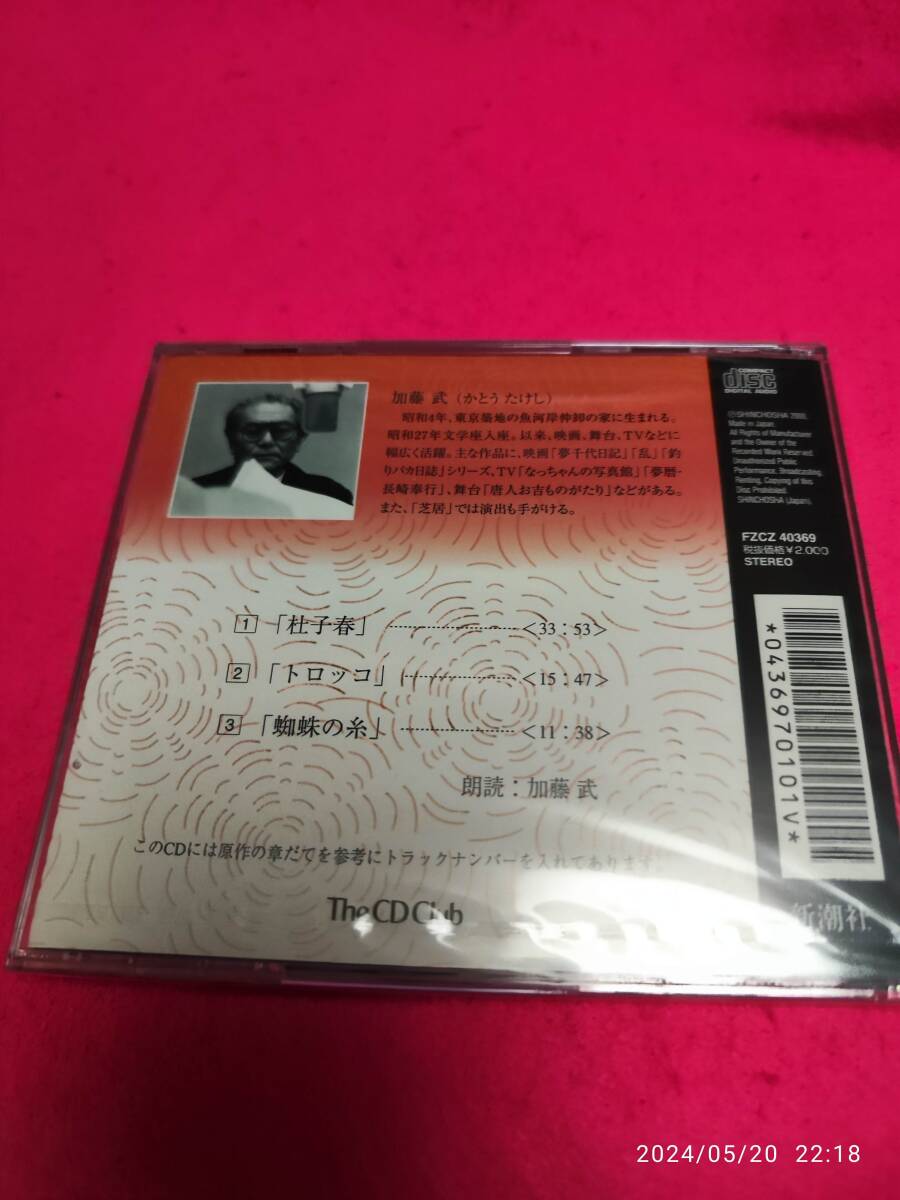 加藤 武（かとう たけし）
昭和4年、東京築地の魚河岸仲卸の家に生まれる。
昭和27年文学座入座。以来、映画、舞台、TVなどに
幅広く活躍。主な作品に、映画「夢千代日記」「乱」「釣
りバカ日誌」シリーズ、TV「なっちゃんの写真館」「夢暦-
長崎奉行」、舞台「唐人お吉ものがたり」などがある。
また、「芝居」では演出も手がける。
1 「杜子春」 <33：53>
2 「トロッコ」 <15：47>
3 「蜘蛛の糸」 <11：38>
朗読：加藤 武
このCDには原作の章だてを参考にトラックナンバーを入れてあります。
The CD Club
COMPACT
disc
DIGITAL AUDIO
Made in Japan.
All Rights of Manufacturer
and the Owner of the
Recorded Work Reserved.
Unauthorized Public
Performance, Broadcasting,
Renting, Copying of this
Disc Prohibited.
SHINCHOSHA (Japan).
FZCZ 40369
税抜価格¥2,000
STEREO
*0436970101V*
新潮社
2024/05/20 22:18